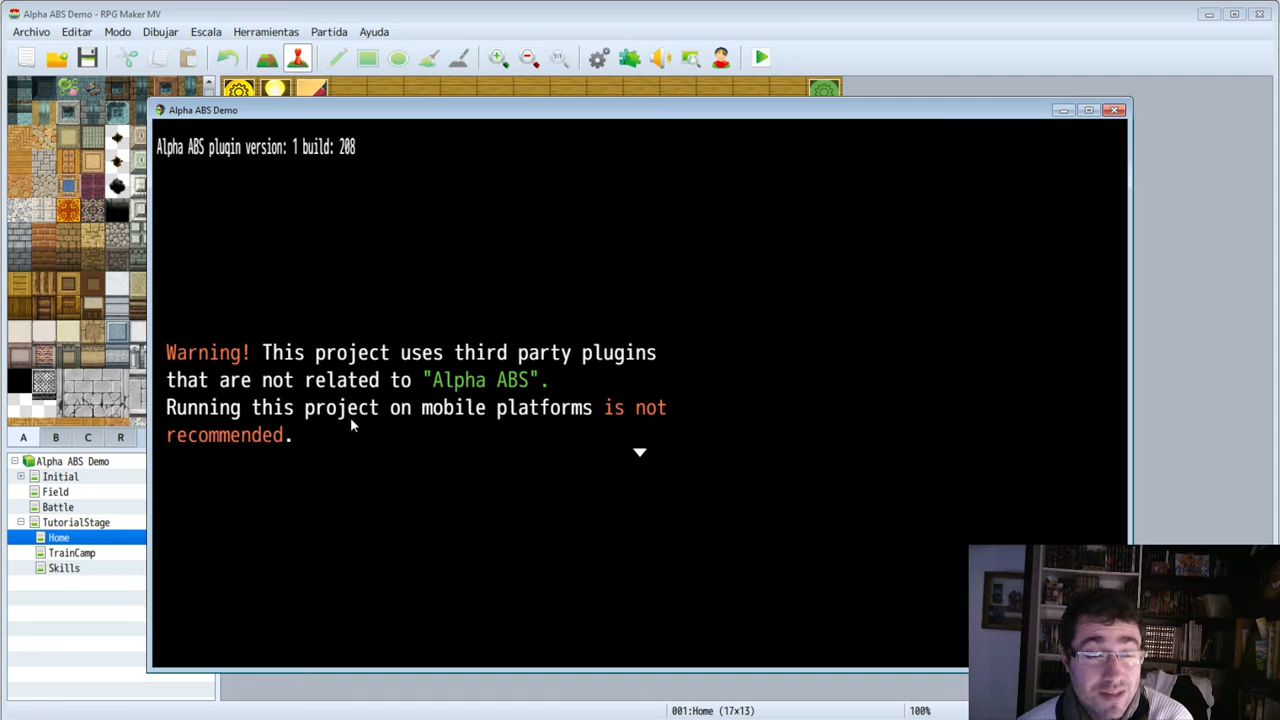 Alpha ABS Demo - RPG Maker MV
Archivo Editar Modo Dibujar Escala Herramientas Partida Ayuda
1:1
Alpha ABS Demo
Alpha ABS plugin version: 1 build: 208
Warning! This project uses third party plugins
that are not related to "Alpha ABS".
Running this project on mobile platforms is not
recommended.
A B C R
Alpha ABS Demo
Initial
Field
Battle
TutorialStage
Home
TrainCamp
Skills
001:Home (17x13) 100%